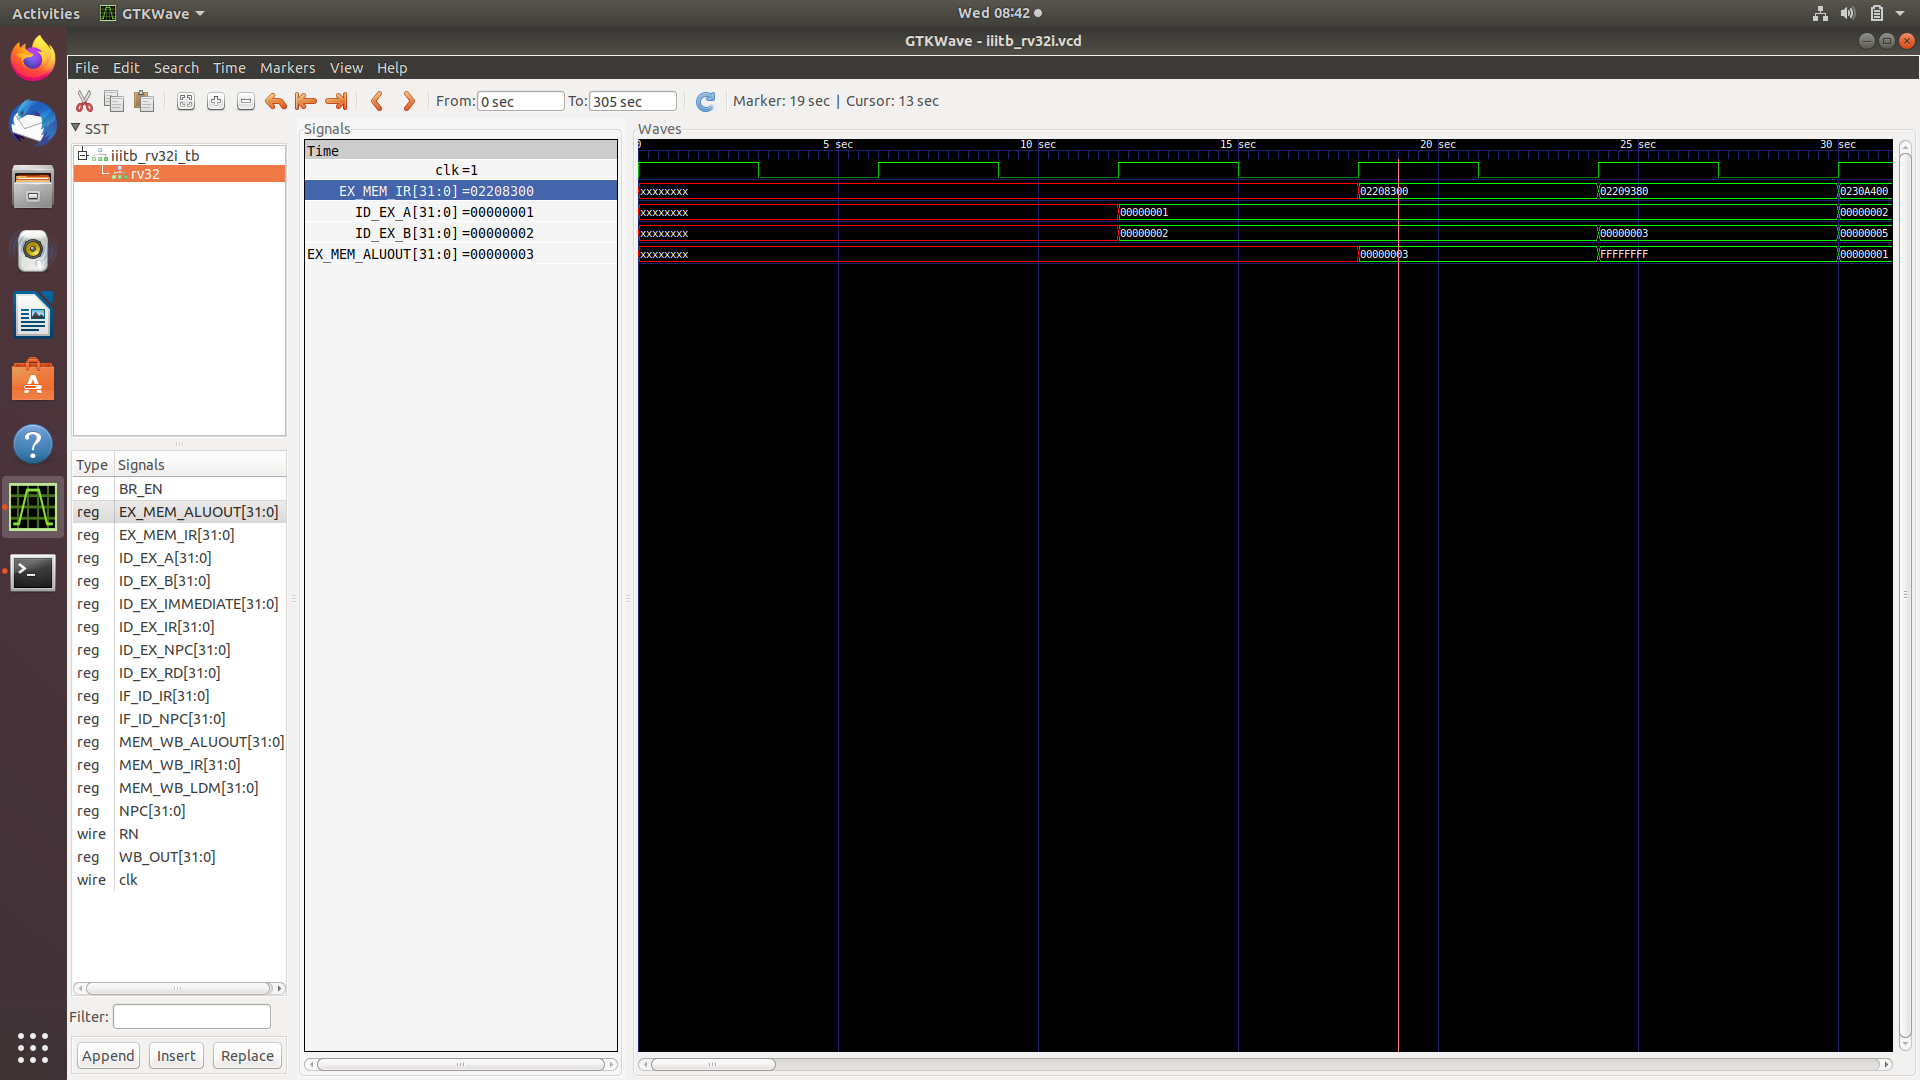 Activities GTKWave Wed 08:42
GTKWave - iiitb_rv32i.vcd
File Edit Search Time Markers View Help
From: 0 sec To: 305 sec Marker: 19 sec | Cursor: 13 sec
SST
iiitb_rv32i_tb
rv32
Type Signals
reg BR_EN
reg EX_MEM_ALUOUT[31:0]
reg EX_MEM_IR[31:0]
reg ID_EX_A[31:0]
reg ID_EX_B[31:0]
reg ID_EX_IMMEDIATE[31:0]
reg ID_EX_IR[31:0]
reg ID_EX_NPC[31:0]
reg ID_EX_RD[31:0]
reg IF_ID_IR[31:0]
reg IF_ID_NPC[31:0]
reg MEM_WB_ALUOUT[31:0]
reg MEM_WB_IR[31:0]
reg MEM_WB_LDM[31:0]
reg NPC[31:0]
wire RN
reg WB_OUT[31:0]
wire clk
Filter:
Append Insert Replace
Signals
Time
clk =1
EX_MEM_IR[31:0] =02208300
ID_EX_A[31:0] =00000001
ID_EX_B[31:0] =00000002
EX_MEM_ALUOUT[31:0] =00000003
Waves
0 5 sec 10 sec 15 sec 20 sec 25 sec 30 sec
xxxxxxxx 02208300 02209380 0230A400
xxxxxxxx 00000001 00000002
xxxxxxxx 00000002 00000003 00000005
xxxxxxxx 00000003 FFFFFFFF 00000001